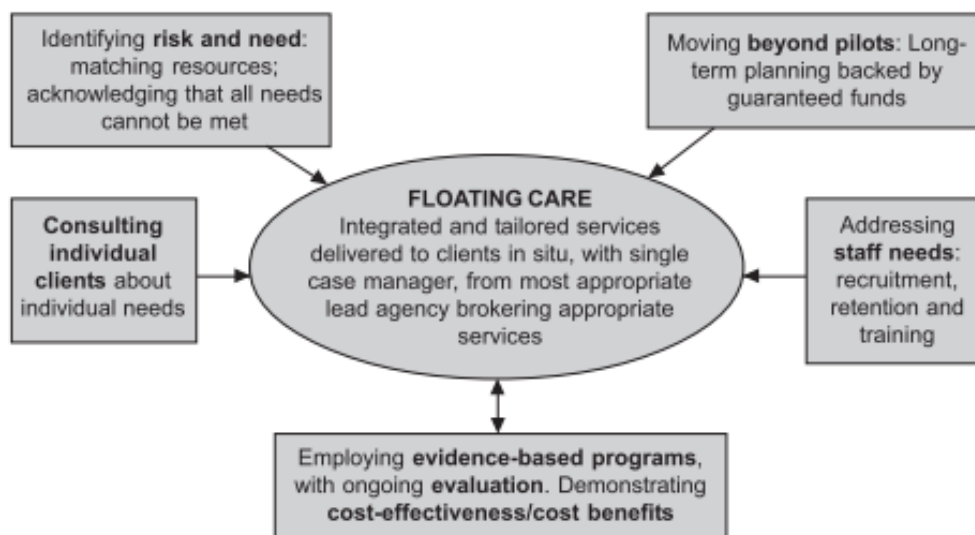 Identifying risk and need:
matching resources;
acknowledging that all needs
cannot be met
Moving beyond pilots: Long-
term planning backed by
guaranteed funds
Consulting
individual
clients about
individual needs
FLOATING CARE
Integrated and tailored services
delivered to clients in situ, with single
case manager, from most appropriate
lead agency brokering appropriate
services
Addressing
staff needs:
recruitment,
retention and
training
Employing evidence-based programs,
with ongoing evaluation. Demonstrating
cost-effectiveness/cost benefits